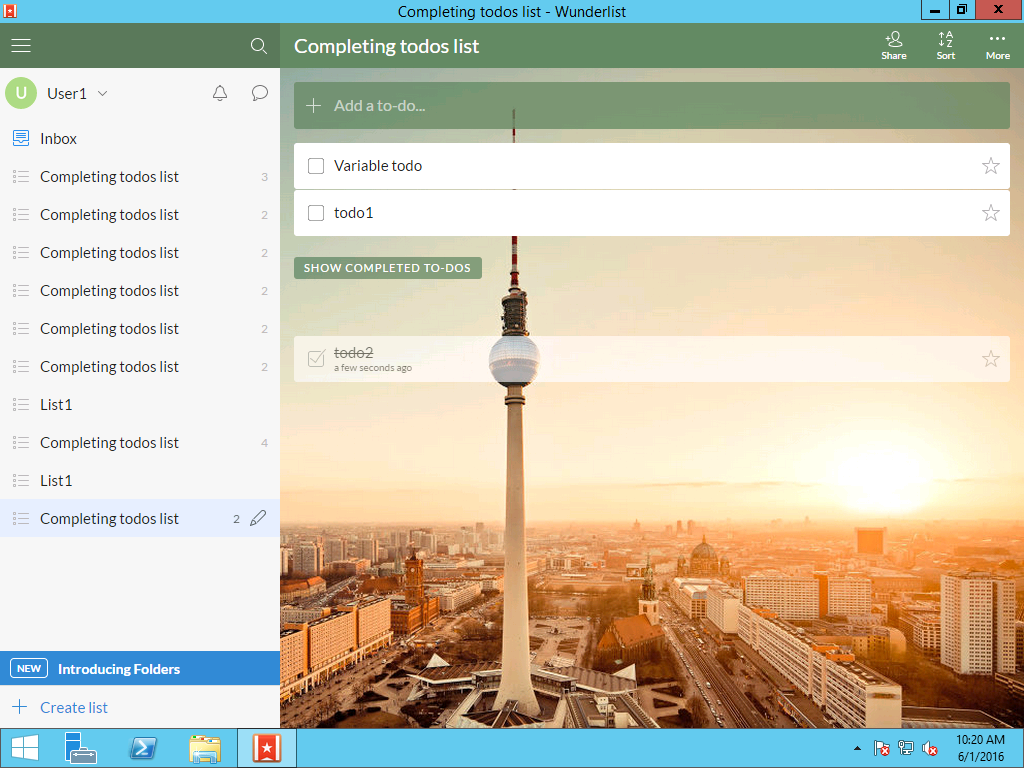 Completing todos list - Wunderlist
Completing todos list
Share
Sort
More
U
User1
Add a to-do...
Inbox
Variable todo
Completing todos list 3
todo1
Completing todos list 2
Completing todos list 2
SHOW COMPLETED TO-DOS
Completing todos list 2
Completing todos list 2
todo2
a few seconds ago
Completing todos list 2
List1
Completing todos list 4
List1
Completing todos list 2
NEW Introducing Folders
Create list
10:20 AM
6/1/2016